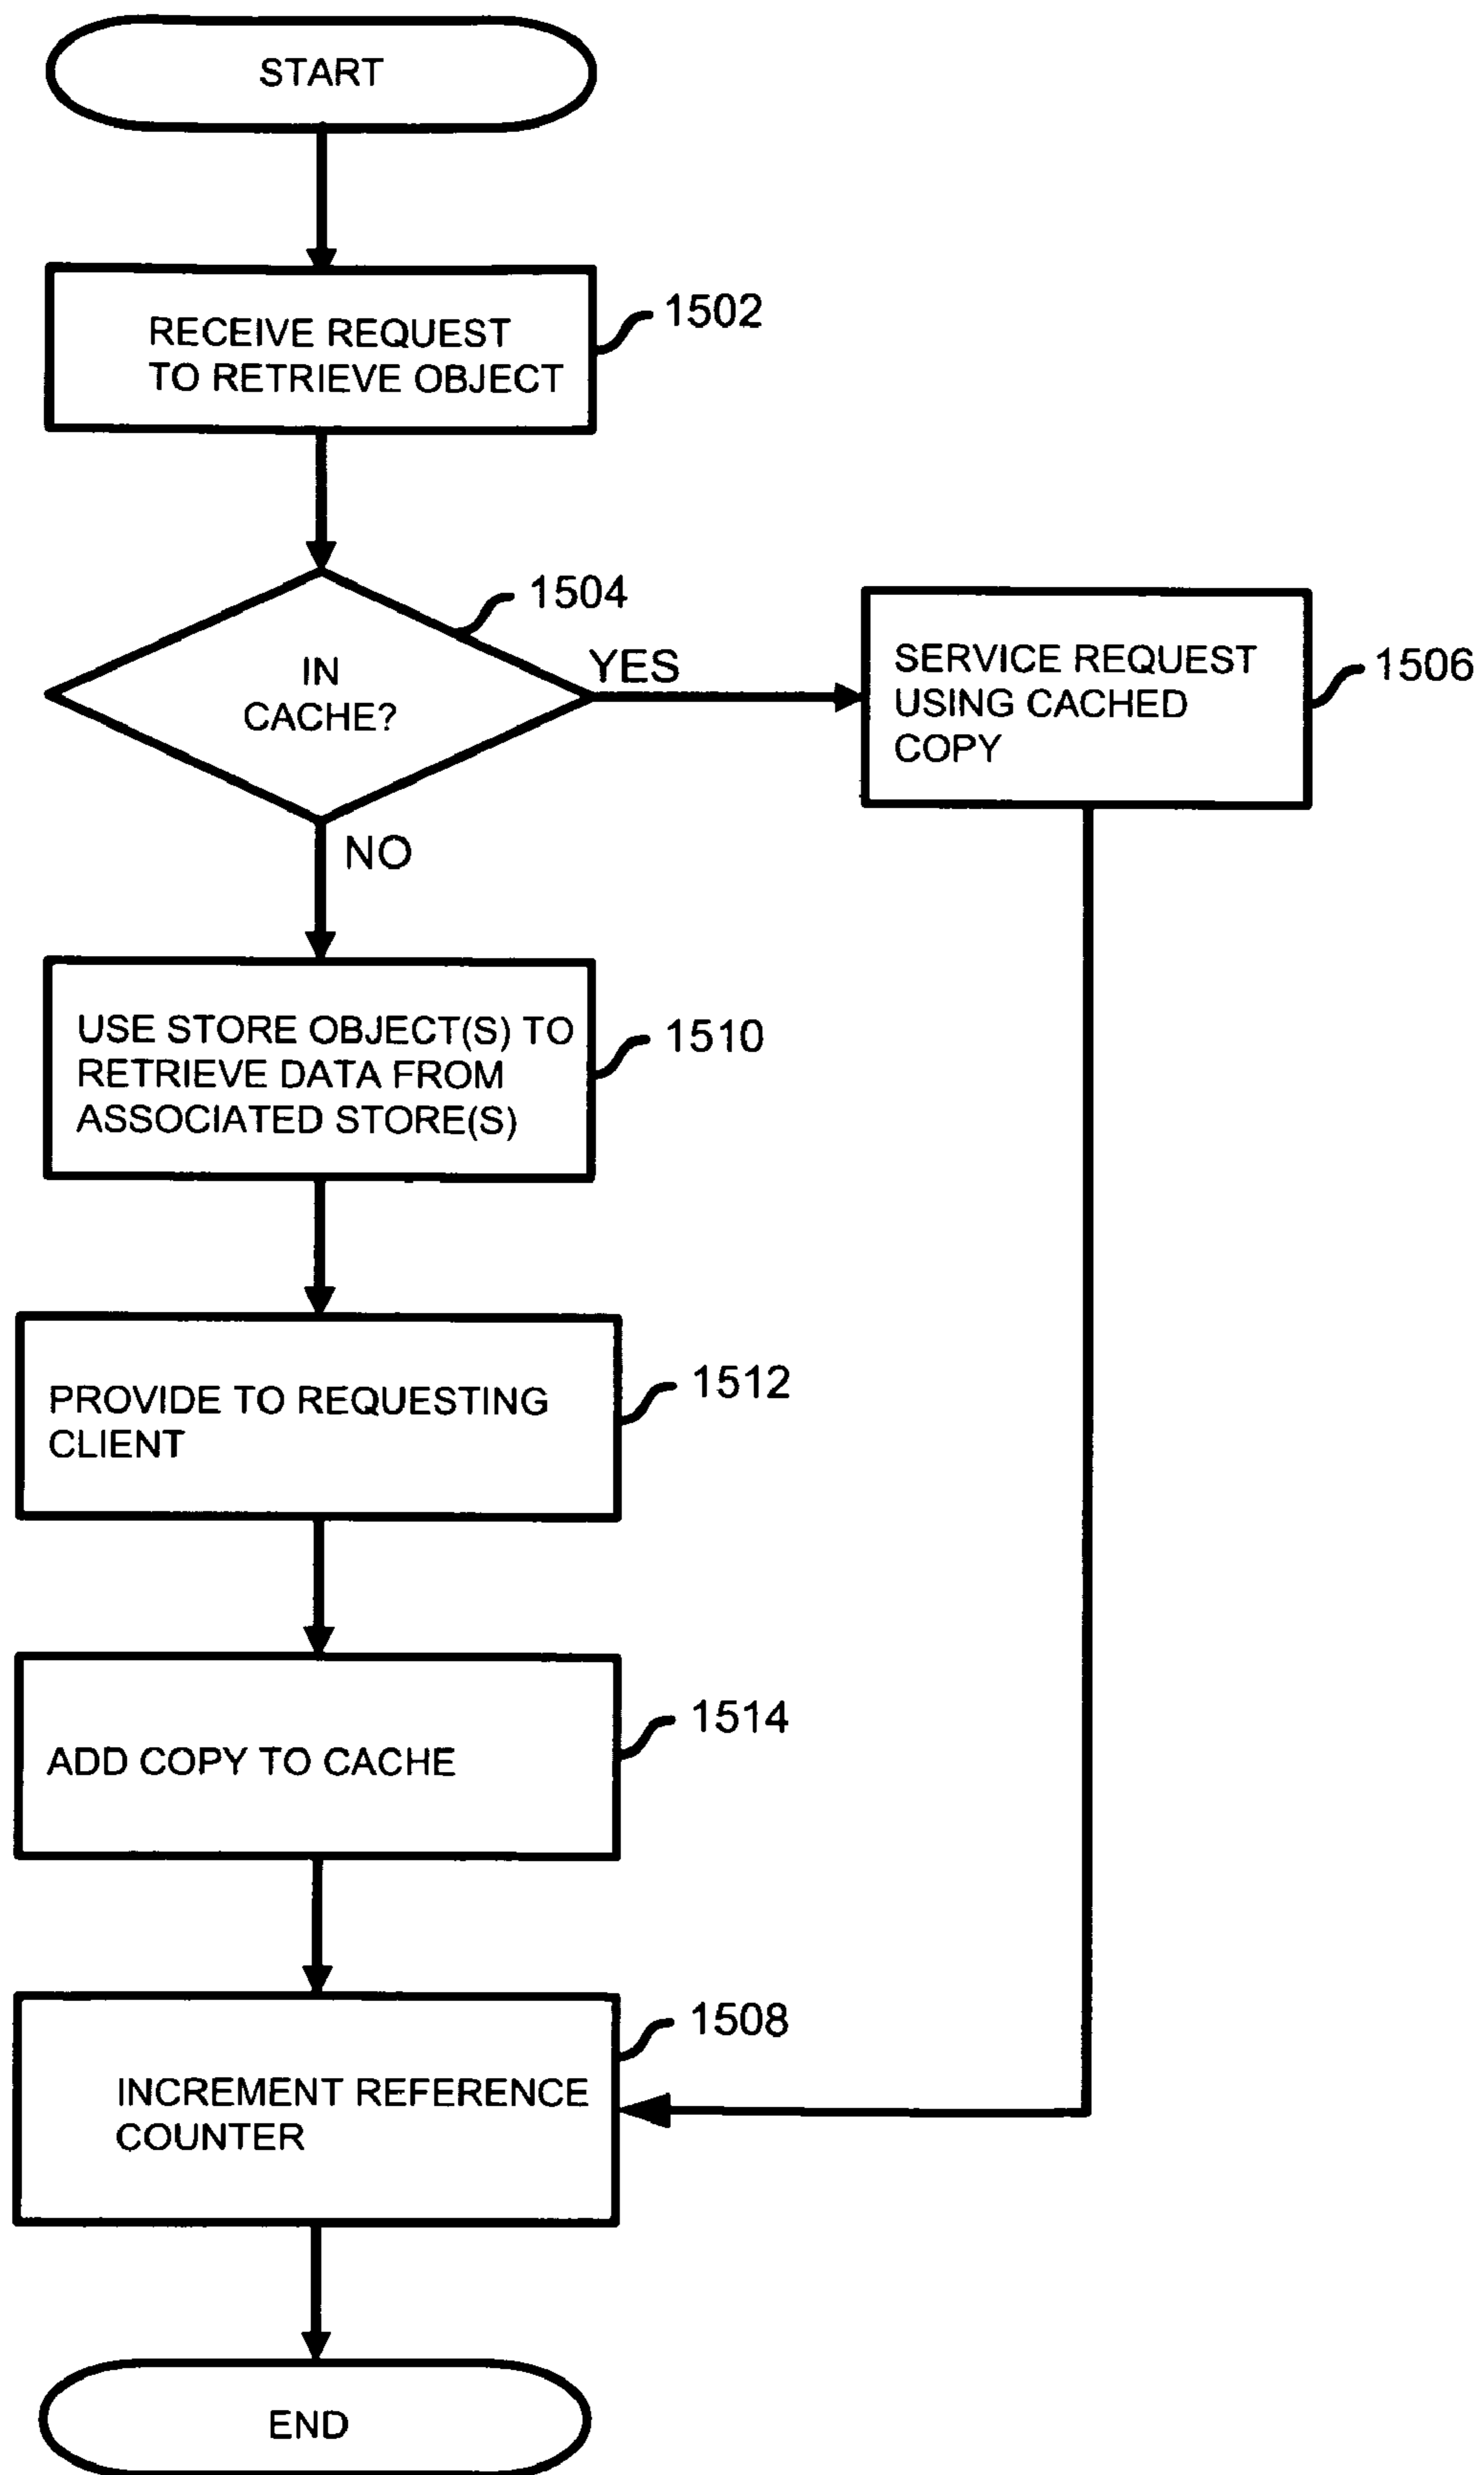 START
RECEIVE REQUEST
TO RETRIEVE OBJECT
1502
IN
CACHE?
1504
YES
SERVICE REQUEST
USING CACHED
COPY
1506
NO
USE STORE OBJECT(S) TO
RETRIEVE DATA FROM
ASSOCIATED STORE(S)
1510
PROVIDE TO REQUESTING
CLIENT
1512
ADD COPY TO CACHE
1514
INCREMENT REFERENCE
COUNTER
1508
END